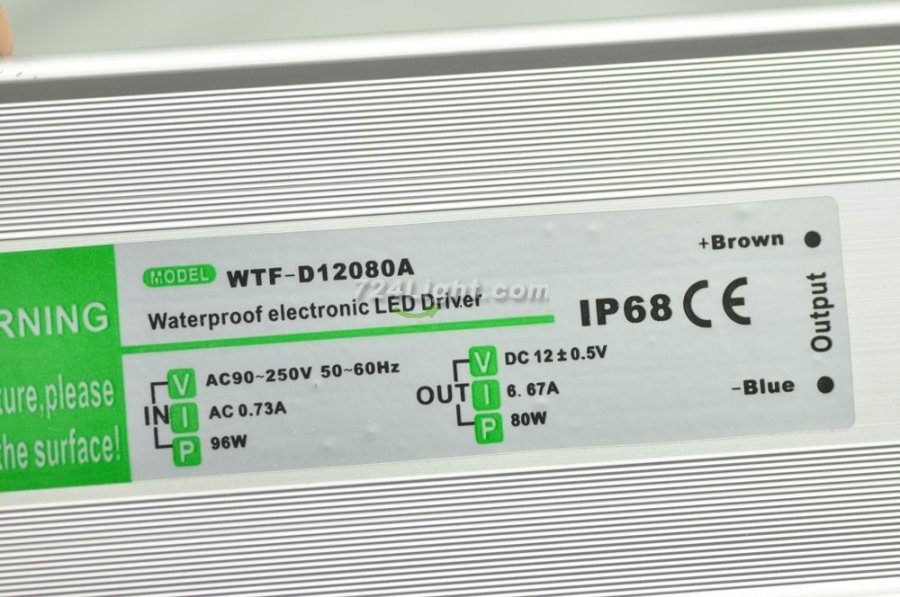 RNING
ture,please
the surface!
MODEL WTF-D12080A
724Light.com
Waterproof electronic LED Driver
IP68 CE
IN
V AC90~250V 50~60Hz
I AC 0.73A
P 96W
OUT
V DC 12±0.5V
I 6.67A
P 80W
+Brown
Output
-Blue